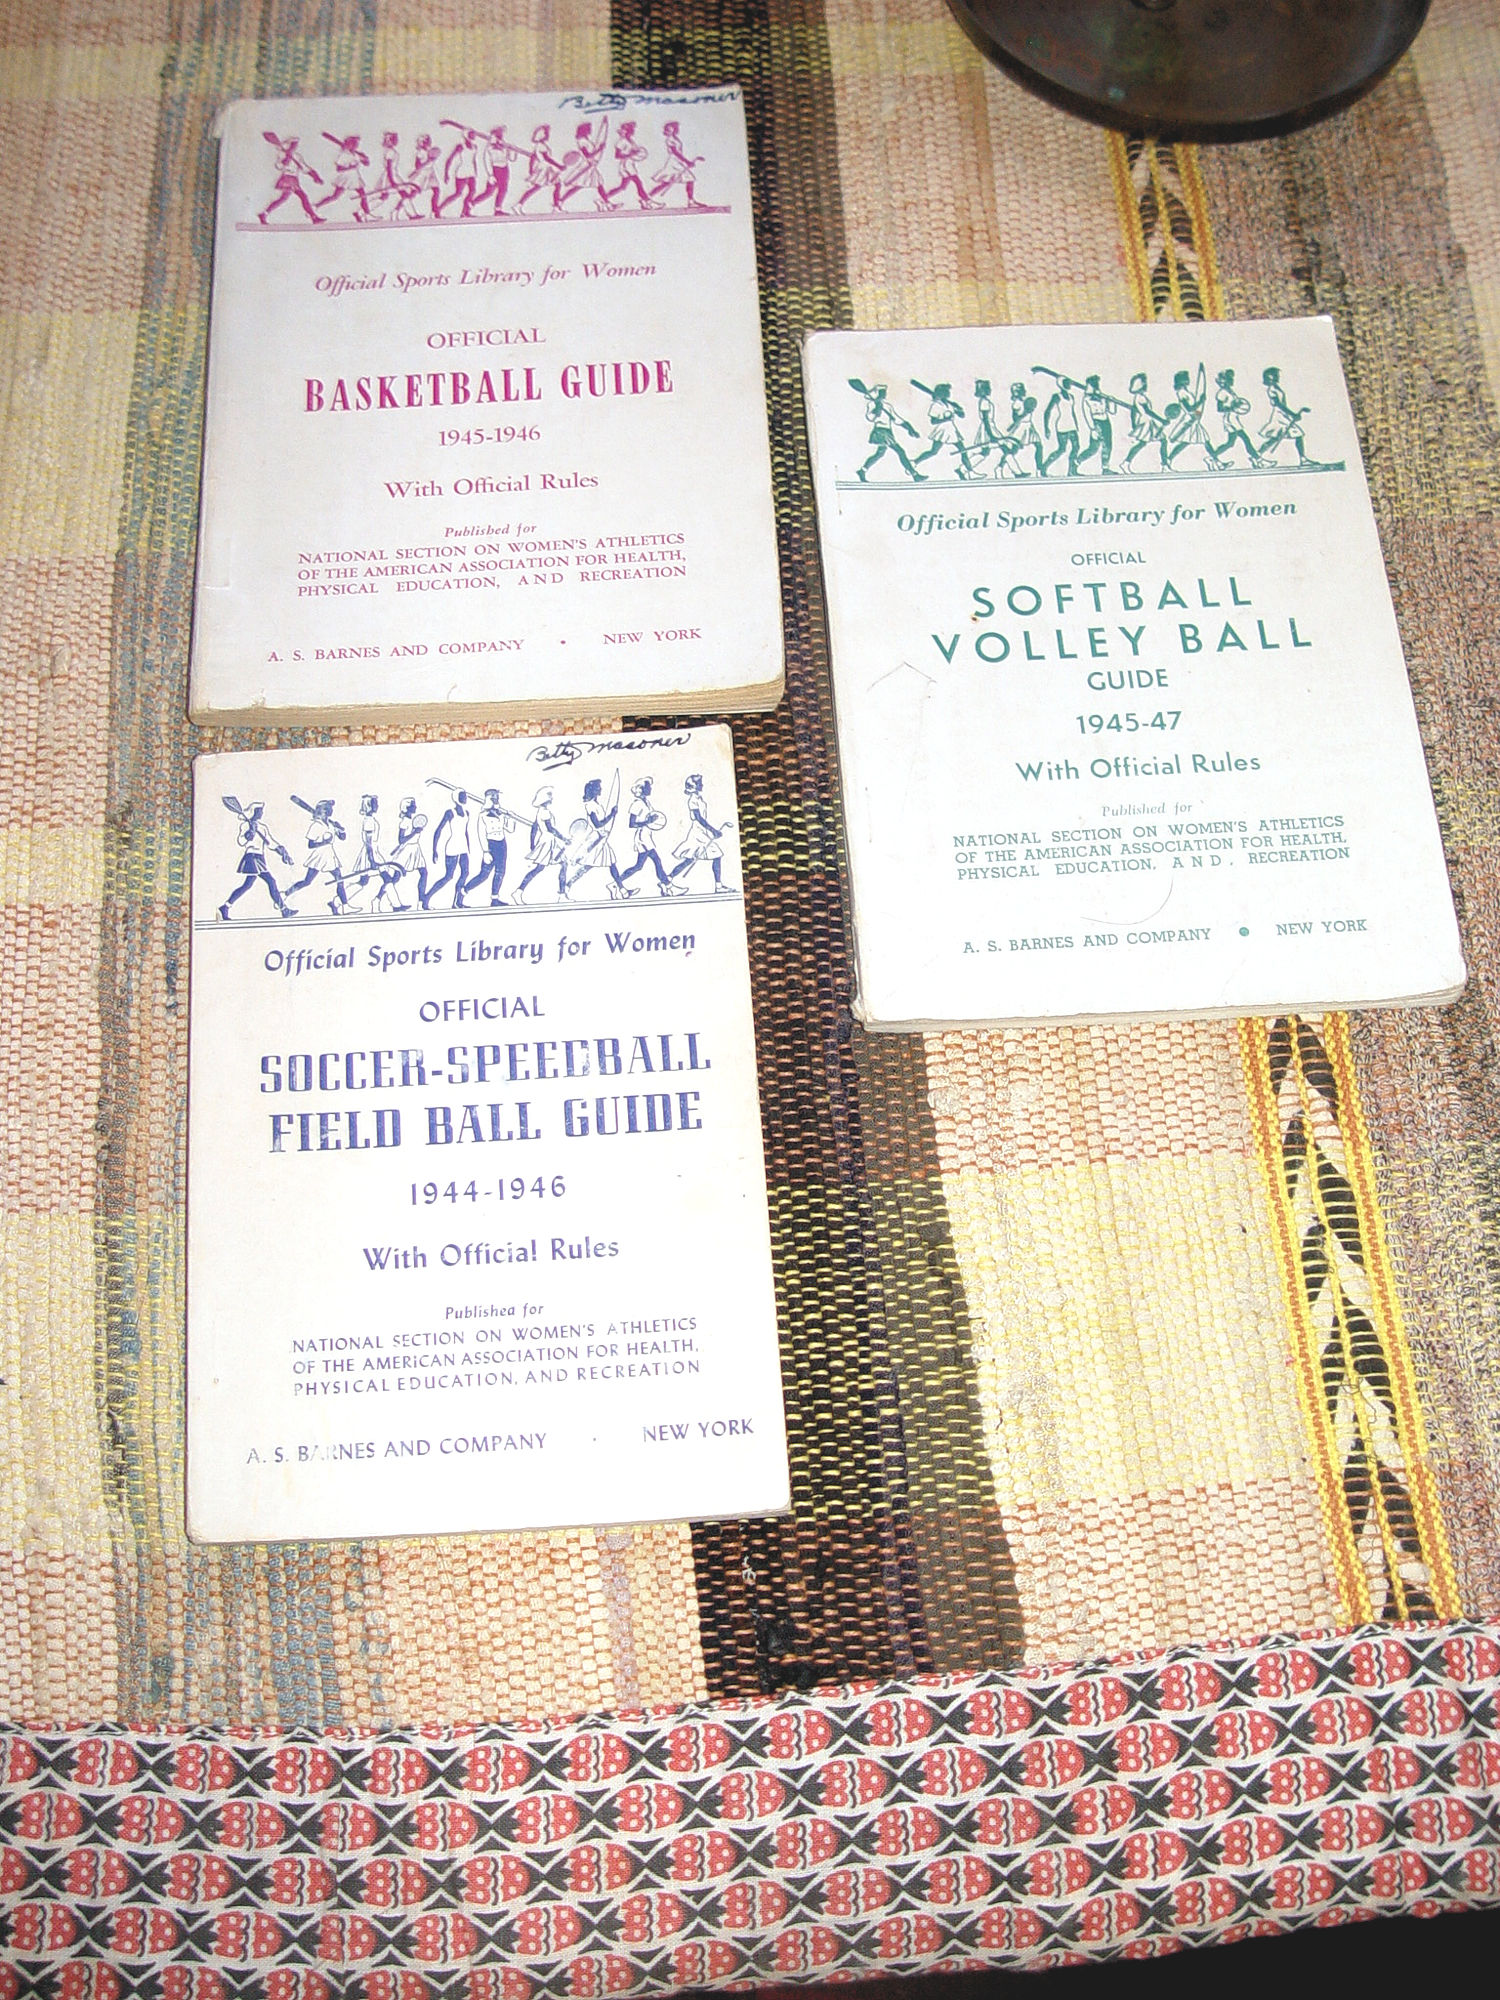 Betty Masoner
Official Sports Library for Women
OFFICIAL
BASKETBALL GUIDE
1945-1946
With Official Rules
Published for
NATIONAL SECTION ON WOMEN'S ATHLETICS
OF THE AMERICAN ASSOCIATION FOR HEALTH,
PHYSICAL EDUCATION, AND RECREATION
A. S. BARNES AND COMPANY • NEW YORK
Official Sports Library for Women
OFFICIAL
SOFTBALL
VOLLEY BALL
GUIDE
1945-47
With Official Rules
Published for
NATIONAL SECTION ON WOMEN'S ATHLETICS
OF THE AMERICAN ASSOCIATION FOR HEALTH,
PHYSICAL EDUCATION, AND RECREATION
A. S. BARNES AND COMPANY • NEW YORK
Betty Masoner
Official Sports Library for Women
OFFICIAL
SOCCER-SPEEDBALL
FIELD BALL GUIDE
1944-1946
With Official Rules
Published for
NATIONAL SECTION ON WOMEN'S ATHLETICS
OF THE AMERICAN ASSOCIATION FOR HEALTH,
PHYSICAL EDUCATION, AND RECREATION
A. S. BARNES AND COMPANY • NEW YORK